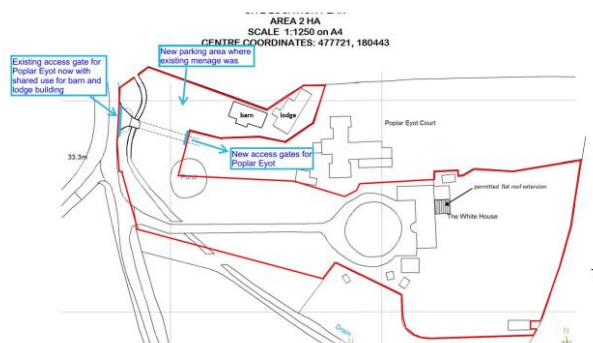 AREA 2 HA
SCALE 1:1250 on A4
CENTRE COORDINATES: 477721, 180443
Existing access gate for
Poplar Eyot now with
shared use for barn and
lodge building
New parking area where
existing menage was
barn
lodge
Poplar Eyot Court
33.3m
New access gates for
Poplar Eyot
Pond
permitted flat roof extension
The White House
Drain
N
N